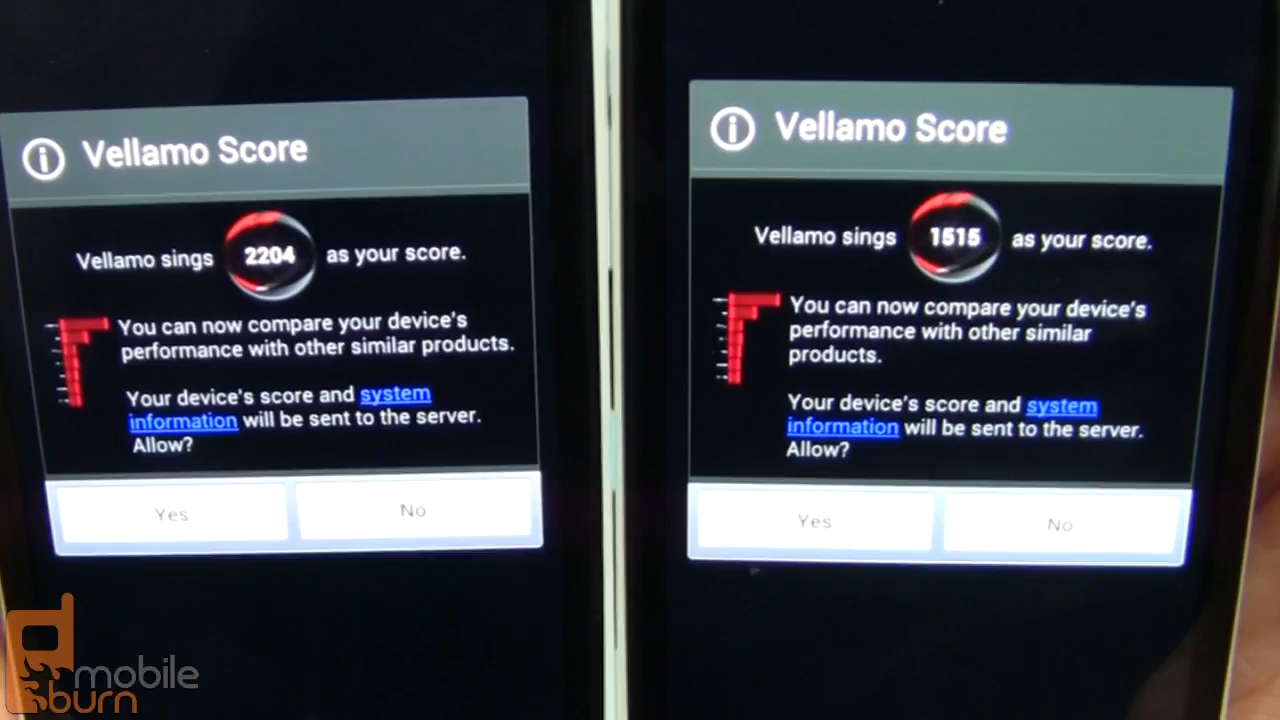 Vellamo Score
Vellamo sings 2204 as your score.
You can now compare your device's
performance with other similar products.
Your device's score and system
information will be sent to the server.
Allow?
Yes No
Vellamo Score
Vellamo sings 1515 as your score.
You can now compare your device's
performance with other similar
products.
Your device's score and system
information will be sent to the server.
Allow?
Yes No
mobile
burn